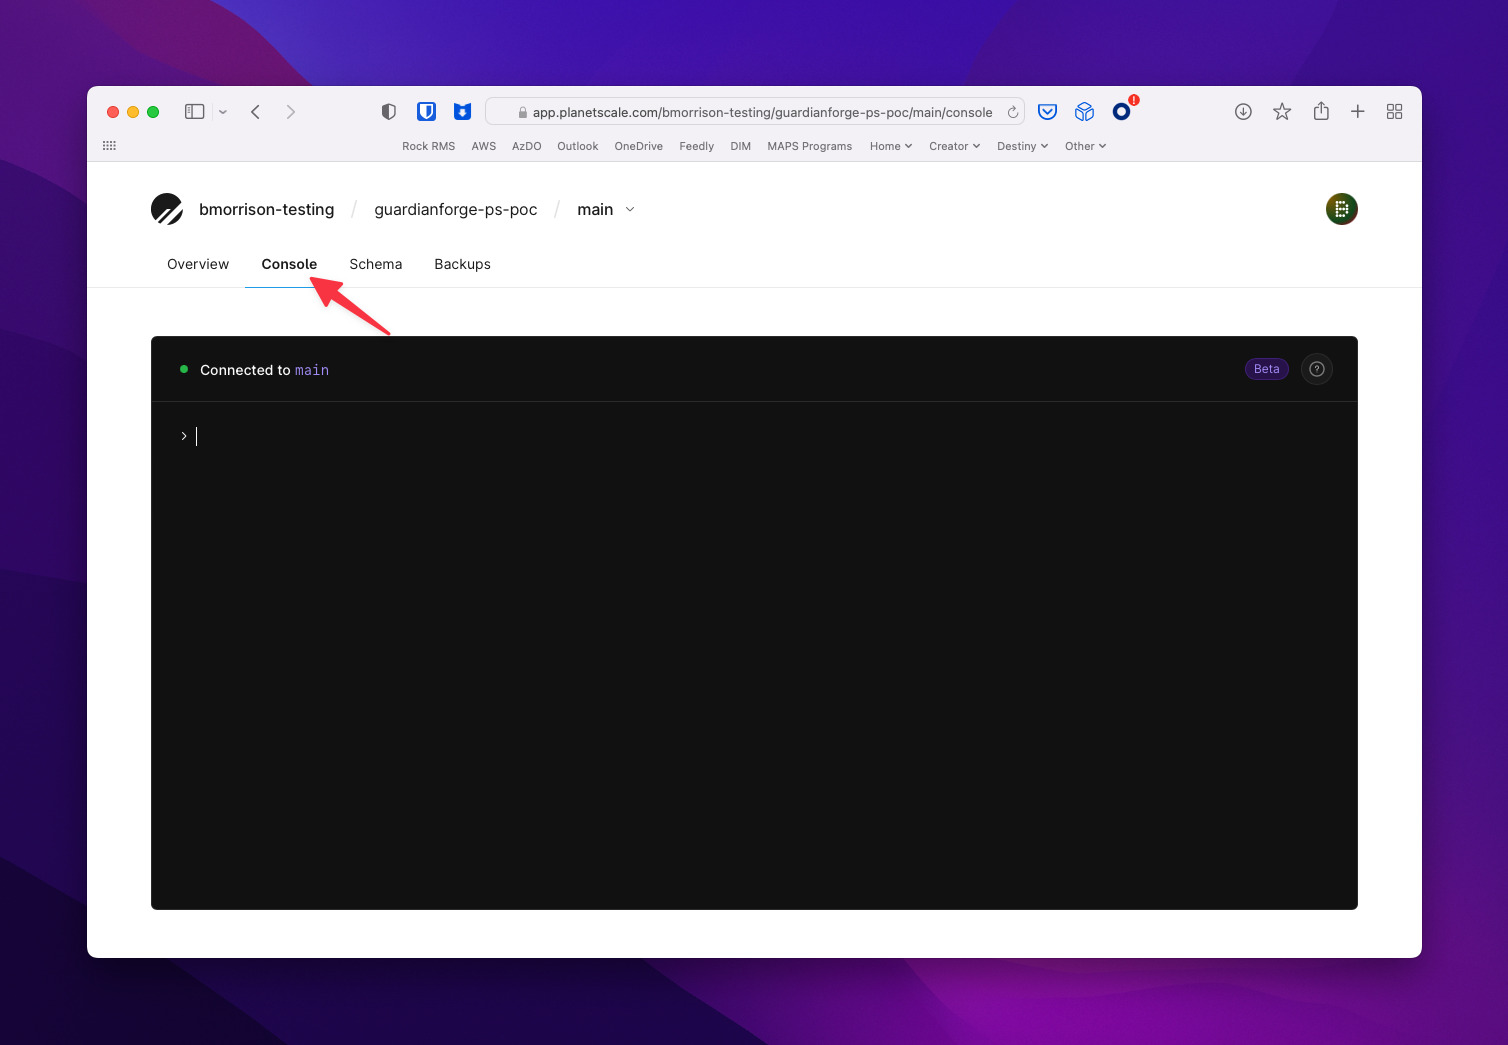 app.planetscale.com/bmorrison-testing/guardianforge-ps-poc/main/console
Rock RMS AWS AzDO Outlook OneDrive Feedly DIM MAPS Programs Home Creator Destiny Other
bmorrison-testing / guardianforge-ps-poc / main
Overview Console Schema Backups
Connected to main Beta ?
>